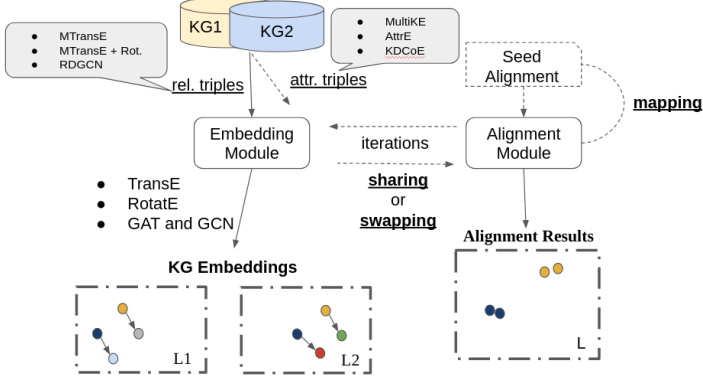 KG1
KG2
MTransE
MTransE + Rot.
RDGCN
MultiKE
AttrE
KDCoE
rel. triples
attr. triples
Seed
Alignment
mapping
Embedding
Module
iterations
Alignment
Module
sharing
or
swapping
TransE
RotatE
GAT and GCN
KG Embeddings
Alignment Results
L1
L2
L